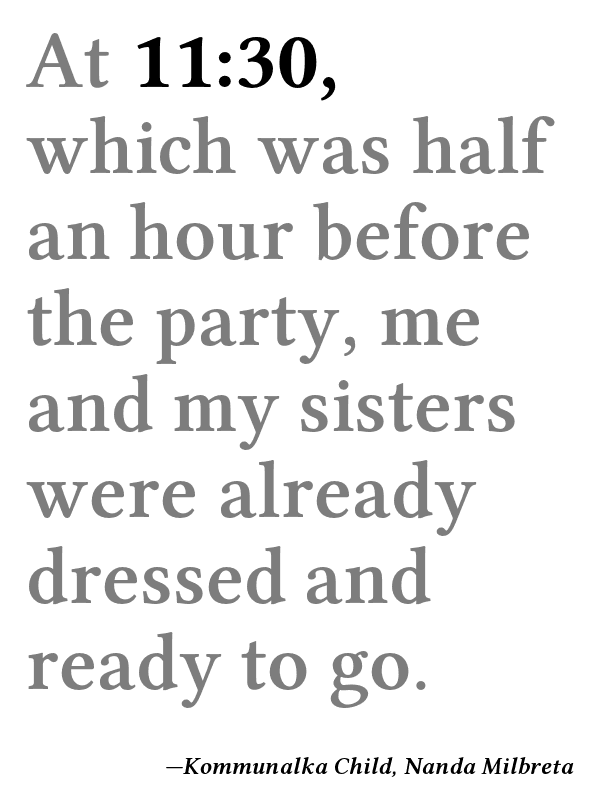 At 11:30,
which was half
an hour before
the party, me
and my sisters
were already
dressed and
ready to go.
—Kommunalka Child, Nanda Milbreta